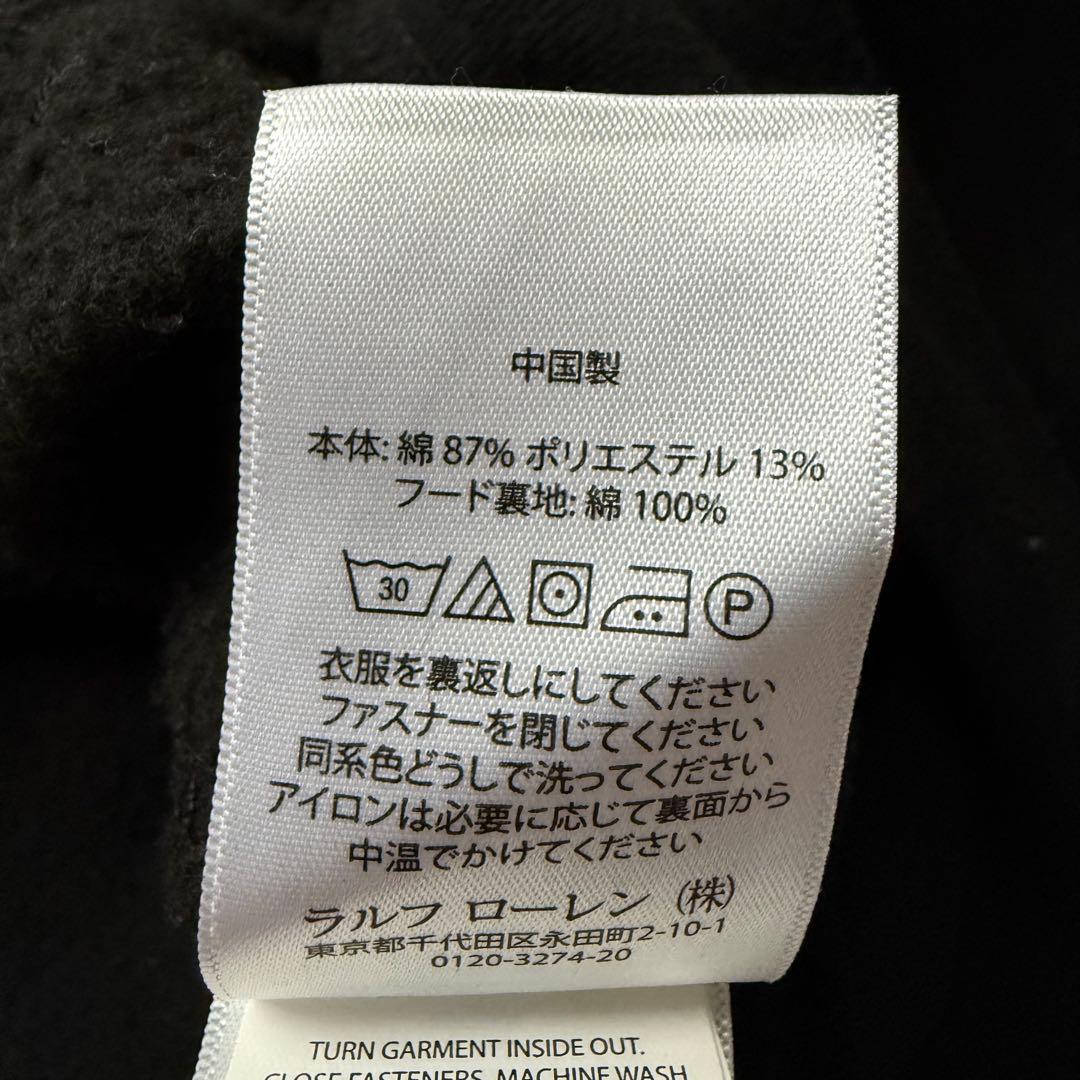 中国製
本体: 綿 87% ポリエステル 13%
フード裏地: 綿 100%
30 P
衣服を裏返しにしてください
ファスナーを閉じてください
同系色どうしで洗ってください
アイロンは必要に応じて裏面から
中温でかけてください
ラルフ ローレン (株)
東京都千代田区永田町2-10-1
0120-3274-20
TURN GARMENT INSIDE OUT.
CLOSE FASTENERS. MACHINE WASH